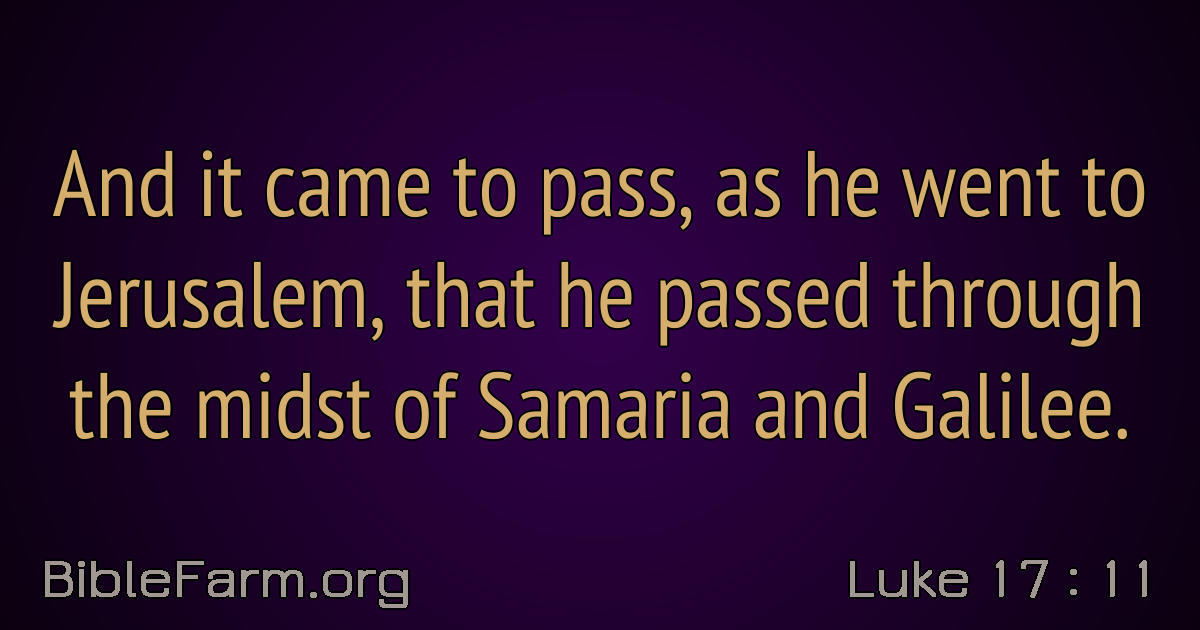 And it came to pass, as he went to
Jerusalem, that he passed through
the midst of Samaria and Galilee.
BibleFarm.org
Luke 17 : 11